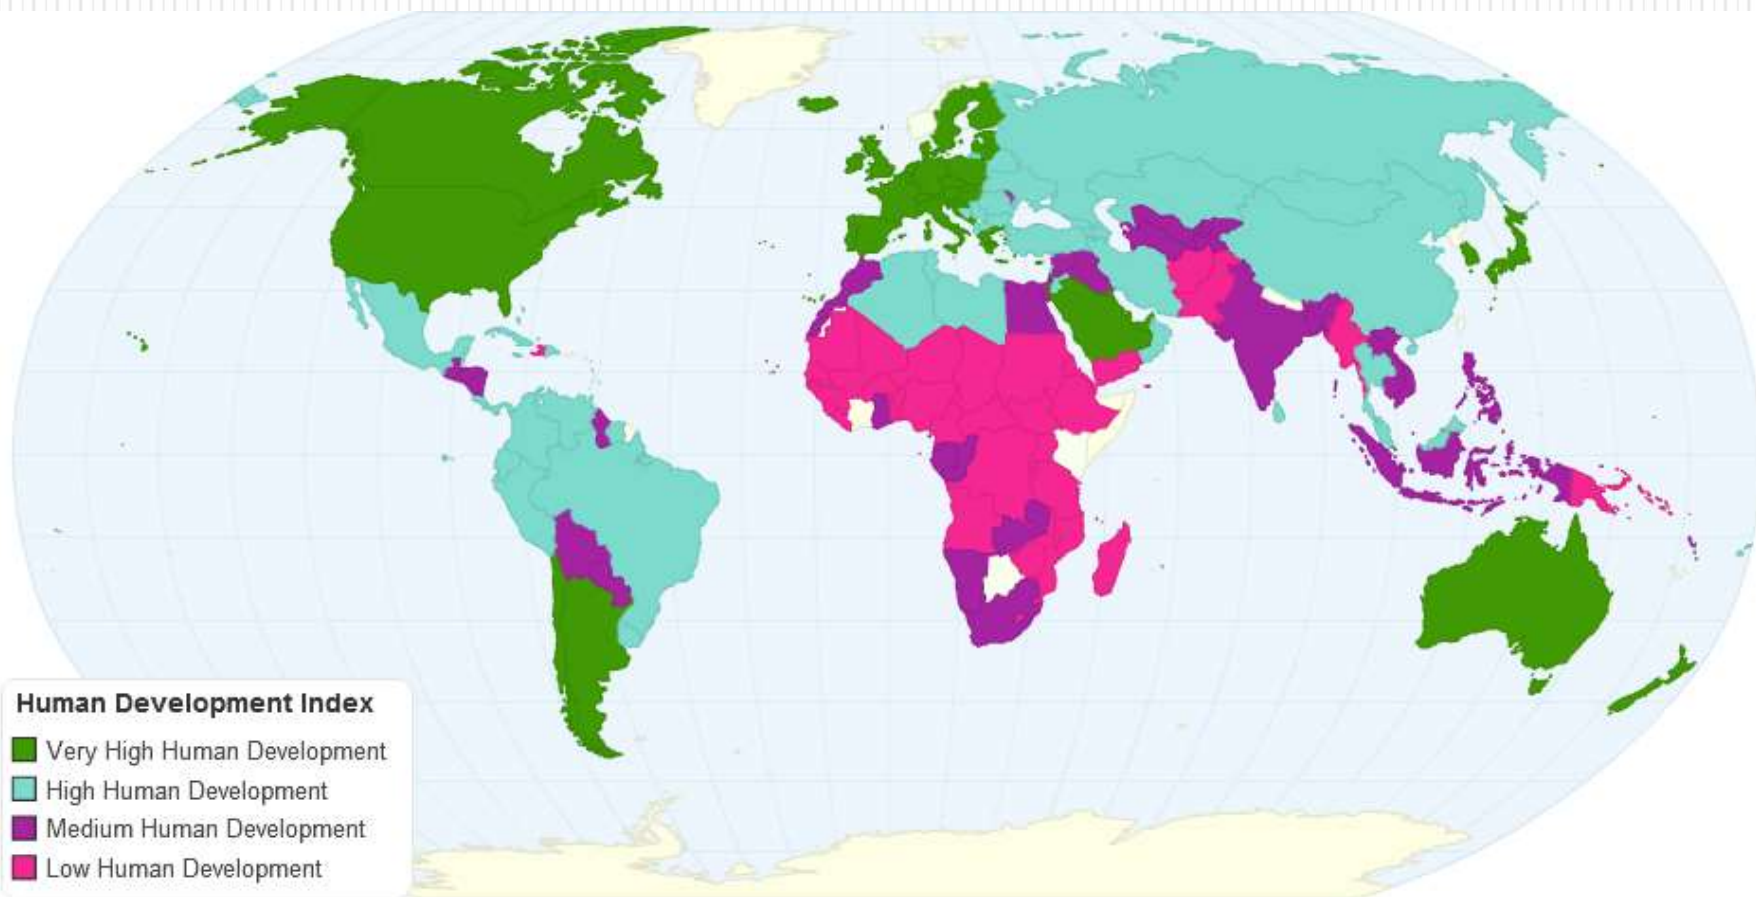 Human Development Index
Very High Human Development
High Human Development
Medium Human Development
Low Human Development